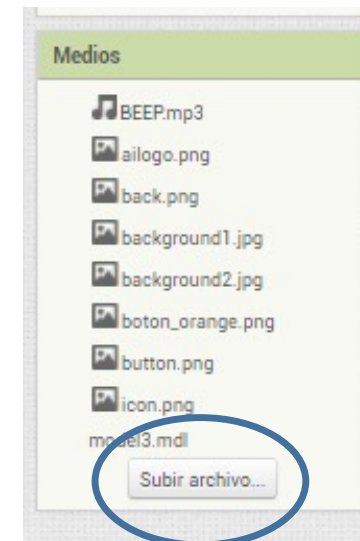 Medios
BEEP.mp3
ailogo.png
back.png
background1.jpg
background2.jpg
boton_orange.png
button.png
icon.png
model3.mdl
Subir archivo...